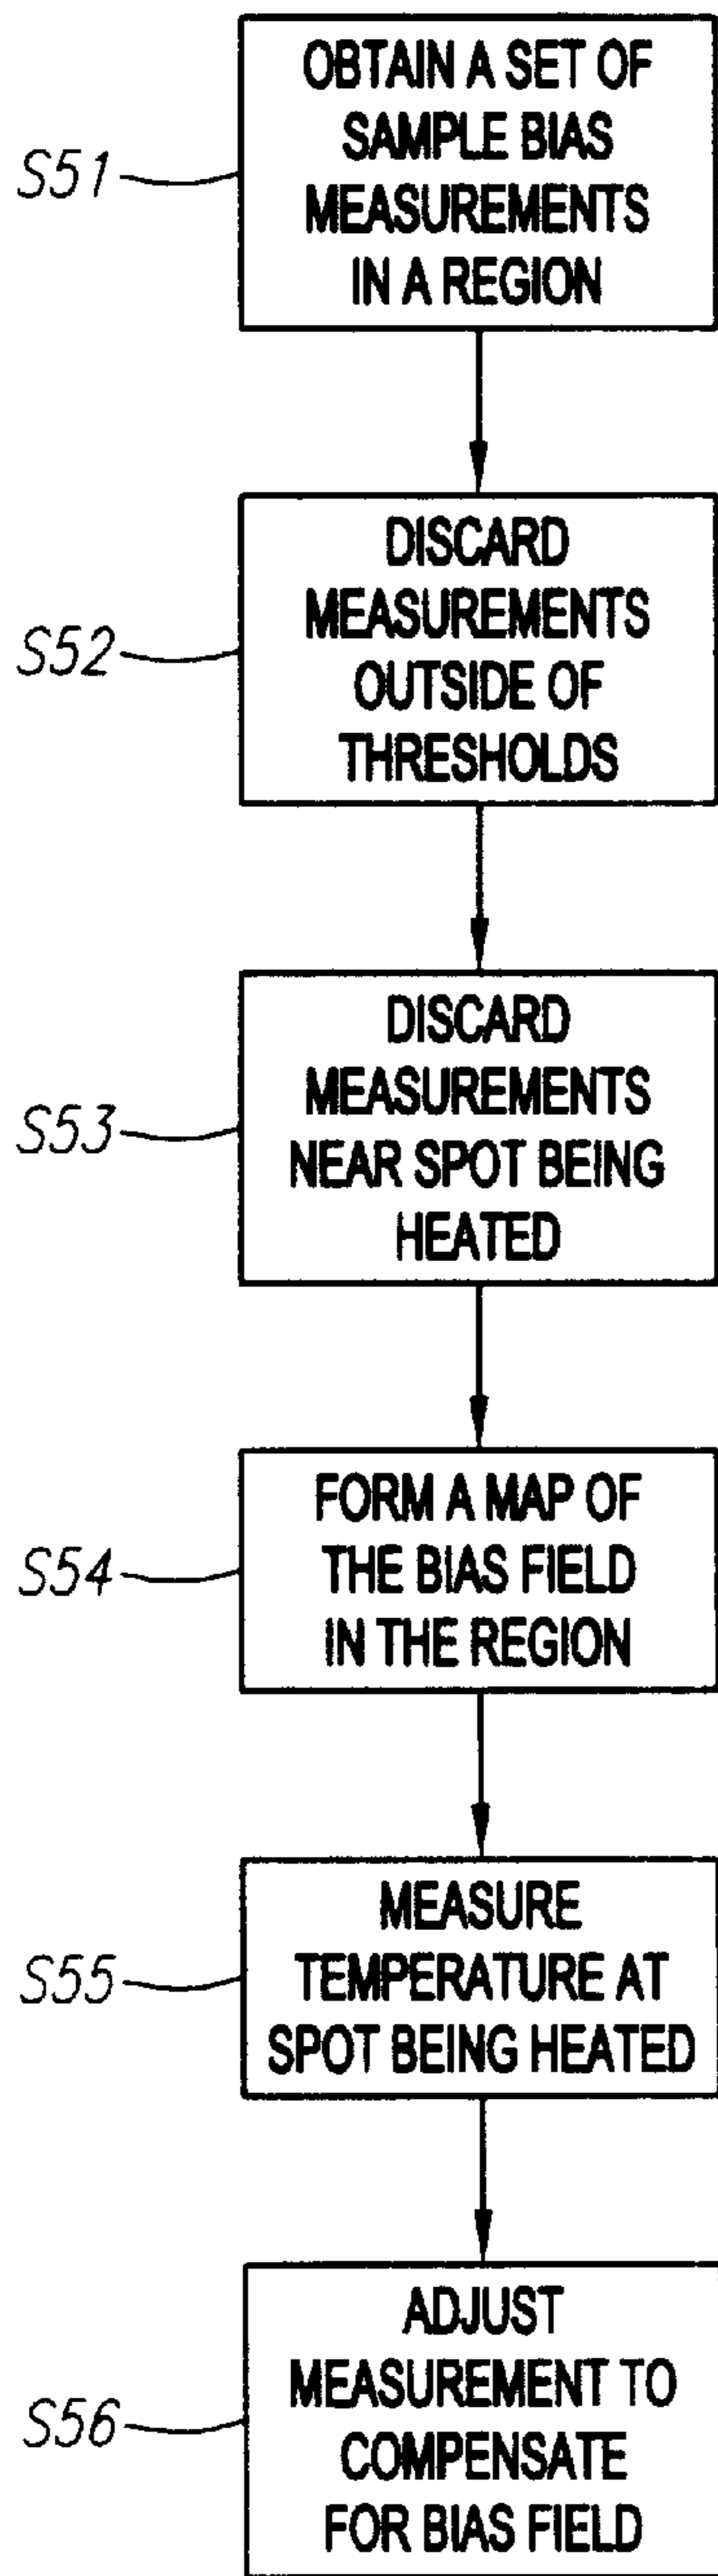 S51
OBTAIN A SET OF
SAMPLE BIAS
MEASUREMENTS
IN A REGION
S52
DISCARD
MEASUREMENTS
OUTSIDE OF
THRESHOLDS
S53
DISCARD
MEASUREMENTS
NEAR SPOT BEING
HEATED
S54
FORM A MAP OF
THE BIAS FIELD
IN THE REGION
S55
MEASURE
TEMPERATURE AT
SPOT BEING HEATED
S56
ADJUST
MEASUREMENT TO
COMPENSATE
FOR BIAS FIELD